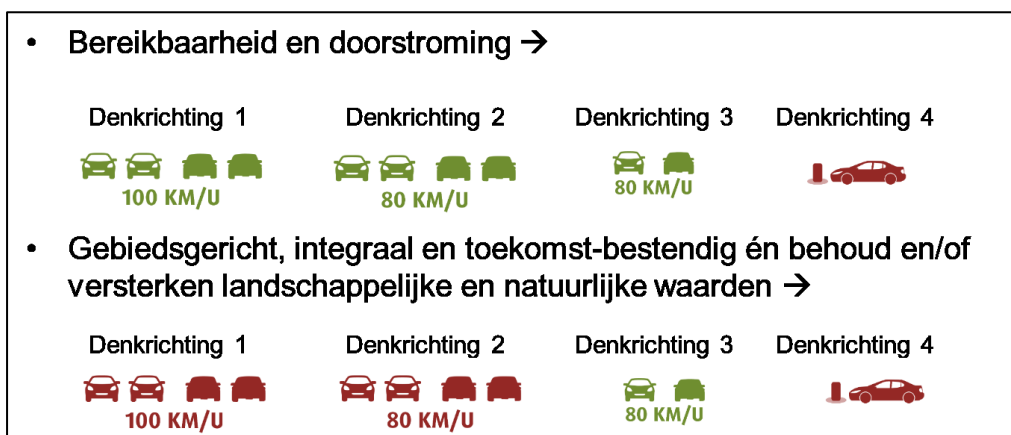 • Bereikbaarheid en doorstroming →
Denkrichting 1 Denkrichting 2 Denkrichting 3 Denkrichting 4
100 KM/U 80 KM/U 80 KM/U
• Gebiedsgericht, integraal en toekomst-bestendig én behoud en/of
versterken landschappelijke en natuurlijke waarden →
Denkrichting 1 Denkrichting 2 Denkrichting 3 Denkrichting 4
100 KM/U 80 KM/U 80 KM/U